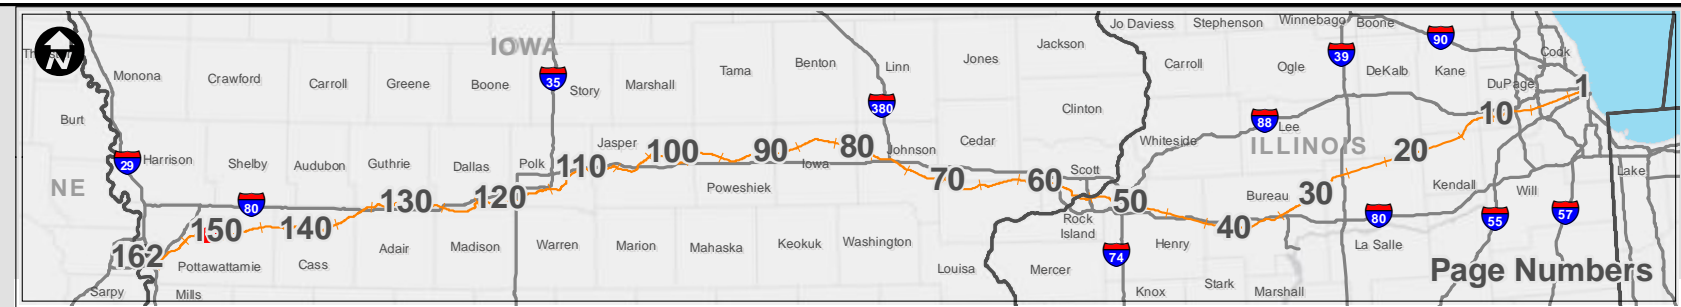 Jo Daviess Stephenson Winnebago Boone
IOWA
Jackson
90
Cook
N
39
Th
Monona Crawford Carroll Greene Boone 35 Story Marshall Tama Benton Linn Jones Carroll Ogle DeKalb Kane
DuPage 1
380
Clinton
10
Burt
88 Lee
Whiteside
ILLINOIS
Jasper 100 90 80 Johnson Cedar
20
29 Harrison Shelby Audubon Guthrie Dallas Polk 110 Iowa Scott
Lake
NE
Poweshiek 70 60
Kendall Will
80 130 120 50 Bureau 30
150 140
Rock
Island
40 80 55 57
162
Adair Madison Warren Marion Mahaska Keokuk Washington
Henry La Salle
74
Pottawattamie Cass Louisa Mercer
Page Numbers
Sarpy Mills Knox Stark Marshall